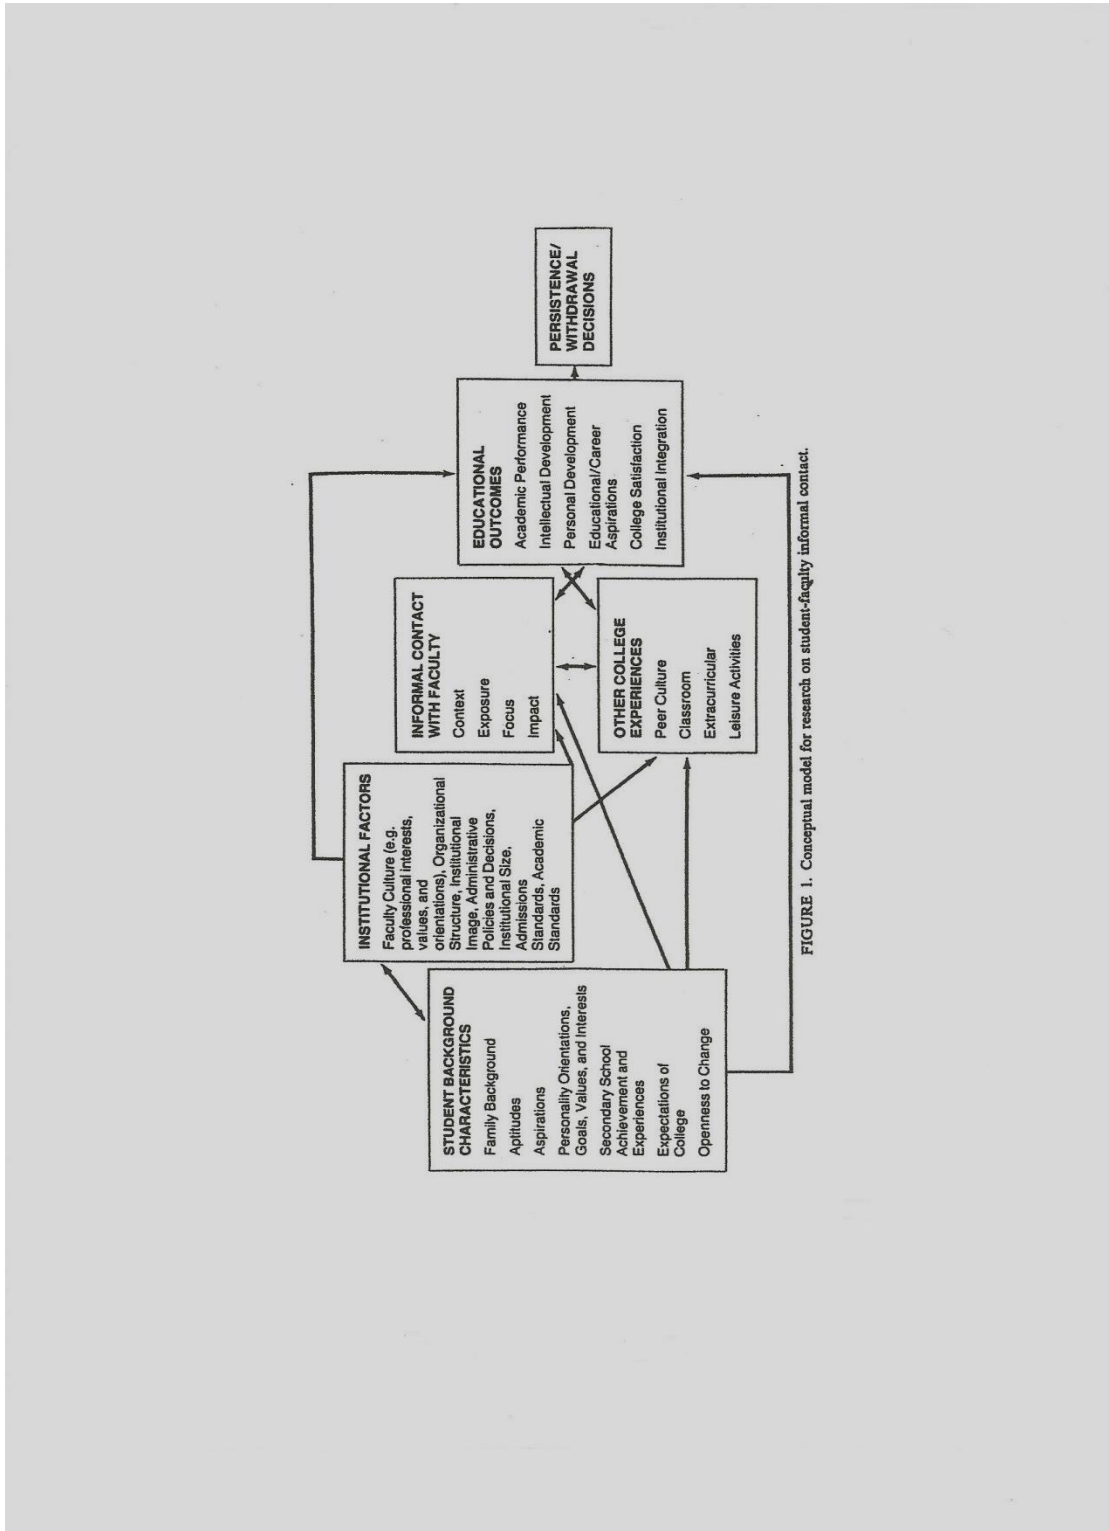 STUDENT BACKGROUND
CHARACTERISTICS
Family Background
Aptitudes
Aspirations
Personality Orientations,
Goals, Values, and Interests
Secondary School
Achievement and
Experiences
Expectations of
College
Openness to Change
INSTITUTIONAL FACTORS
Faculty Culture (e.g.
professional interests,
values, and
orientations), Organizational
Structure, Institutional
Image, Administrative
Policies and Decisions,
Institutional Size,
Admissions
Standards, Academic
Standards
INFORMAL CONTACT
WITH FACULTY
Context
Exposure
Focus
Impact
OTHER COLLEGE
EXPERIENCES
Peer Culture
Classroom
Extracurricular
Leisure Activities
EDUCATIONAL
OUTCOMES
Academic Performance
Intellectual Development
Personal Development
Educational/Career
Aspirations
College Satisfaction
Institutional Integration
PERSISTENCE/
WITHDRAWAL
DECISIONS
FIGURE 1. Conceptual model for research on student-faculty informal contact.